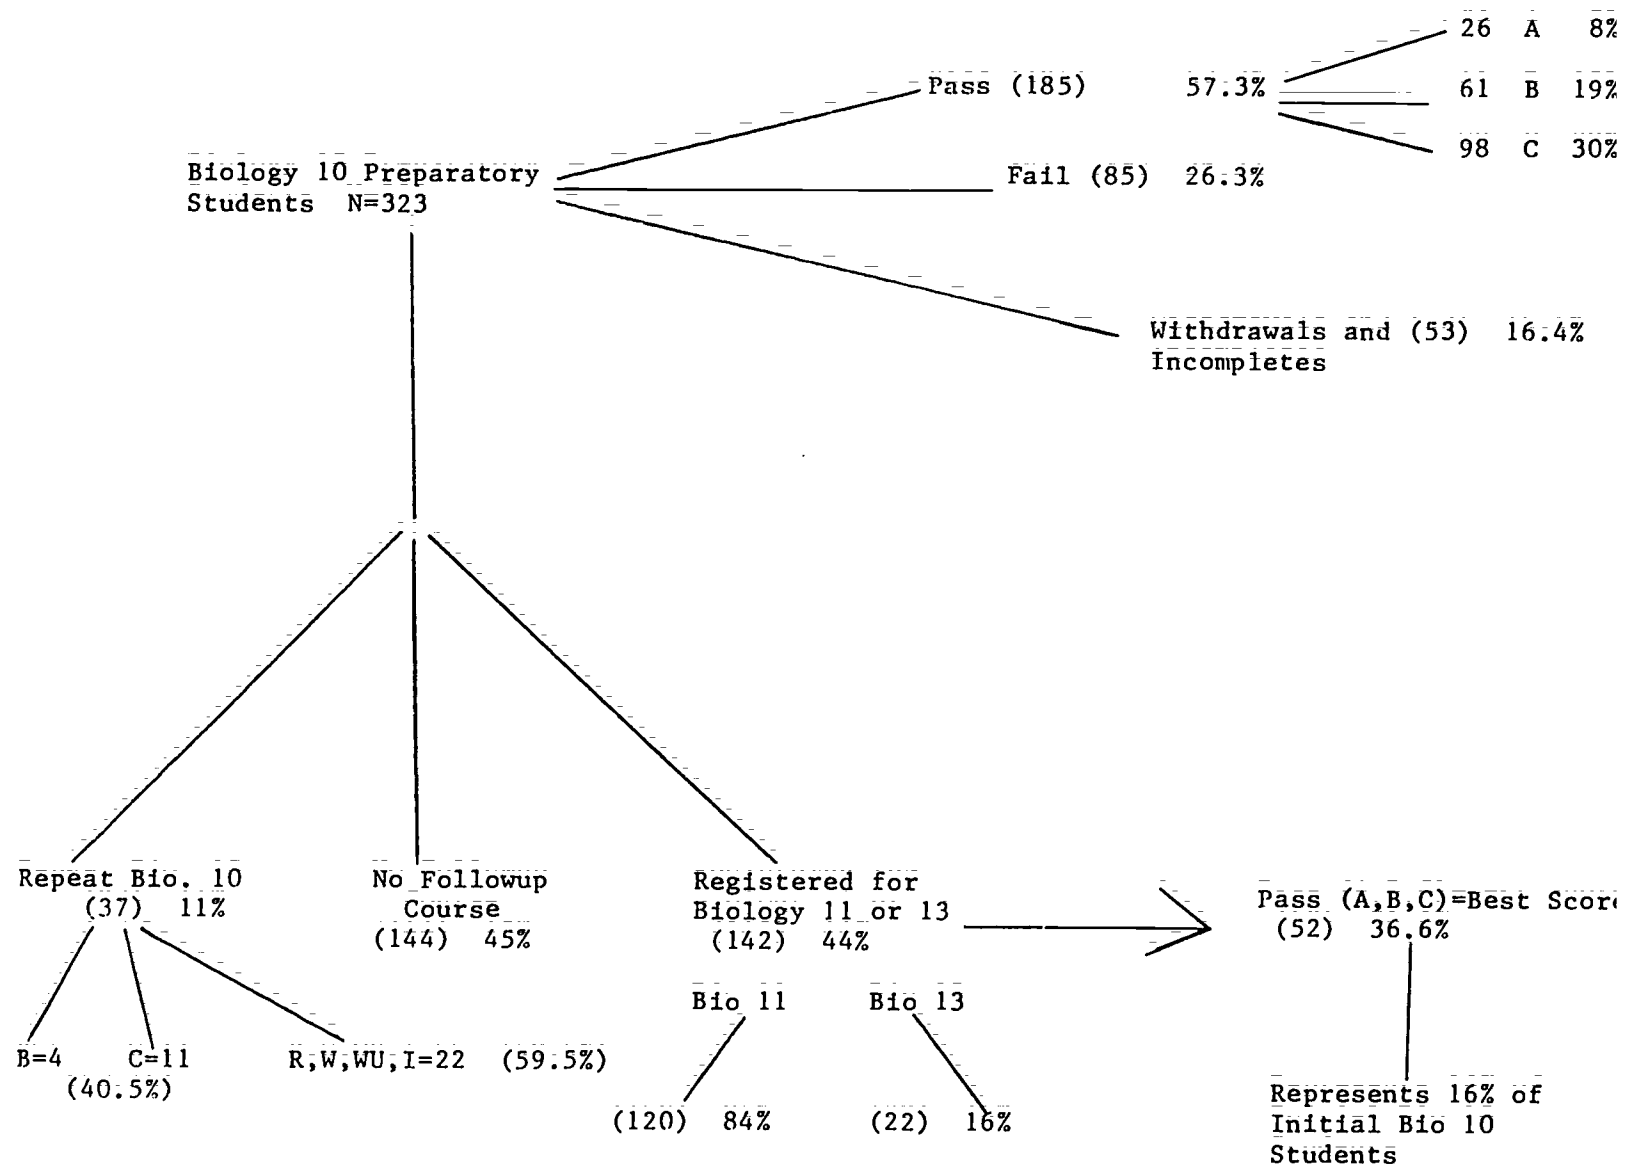 26 A 8%
Pass (185) 57.3%
61 B 19%
98 C 30%
Biology 10 Preparatory
Students N=323
Fail (85) 26.3%
Withdrawals and (53) 16.4%
Incompletes
Repeat Bio. 10
(37) 11%
No Followup
Course
(144) 45%
Registered for
Biology 11 or 13
(142) 44%
Pass (A,B,C)=Best Score
(52) 36.6%
Bio 11 Bio 13
B=4 C=11 R,W,WU,I=22 (59.5%)
(40.5%)
(120) 84% (22) 16%
Represents 16% of
Initial Bio 10
Students